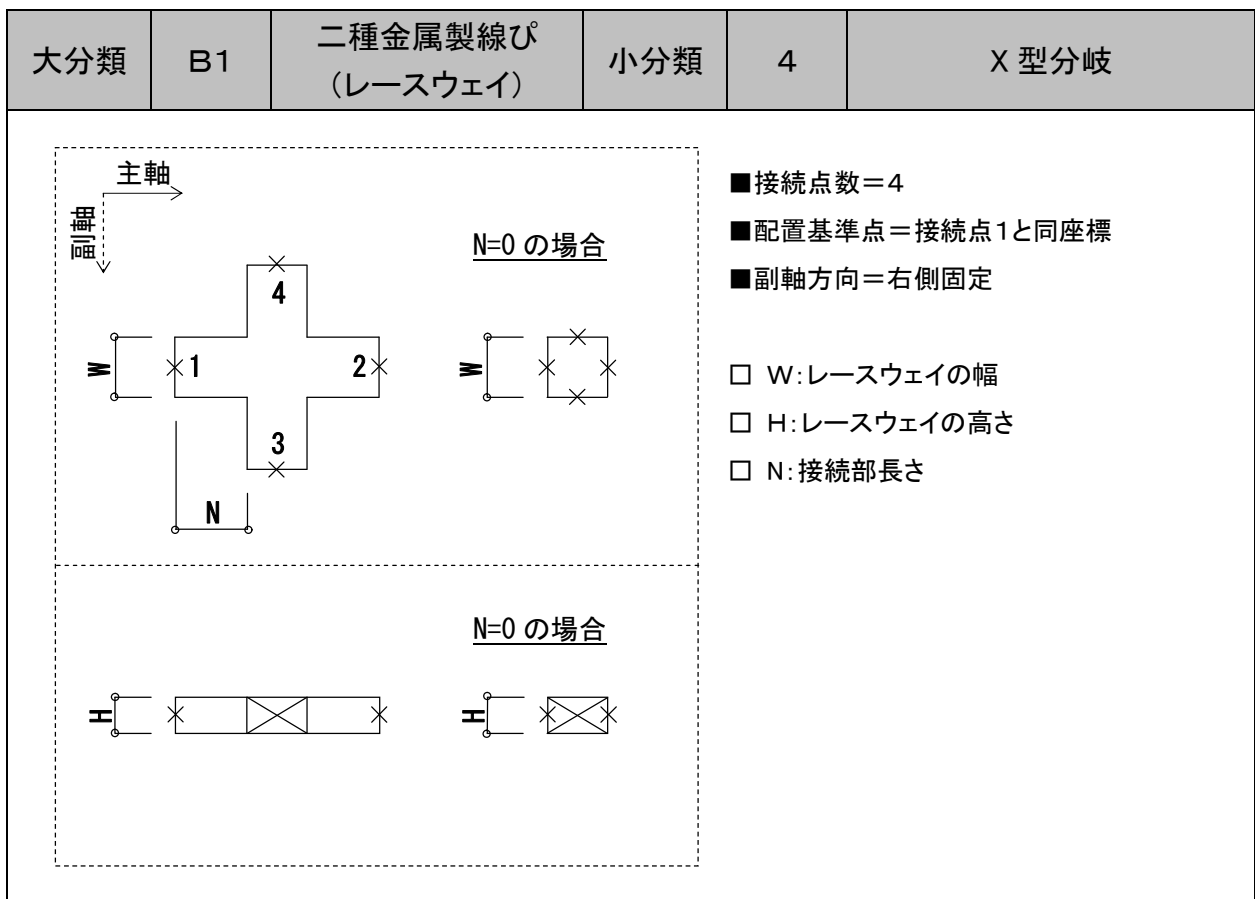 大分類 B1 二種金属製線ぴ
(レースウェイ) 小分類 4 X型分岐
主軸
副軸
N=0 の場合
4
W
1
2
W
3
N
N=0 の場合
H
H
■接続点数=4
■配置基準点=接続点1と同座標
■副軸方向=右側固定
□ W:レースウェイの幅
□ H:レースウェイの高さ
□ N:接続部長さ